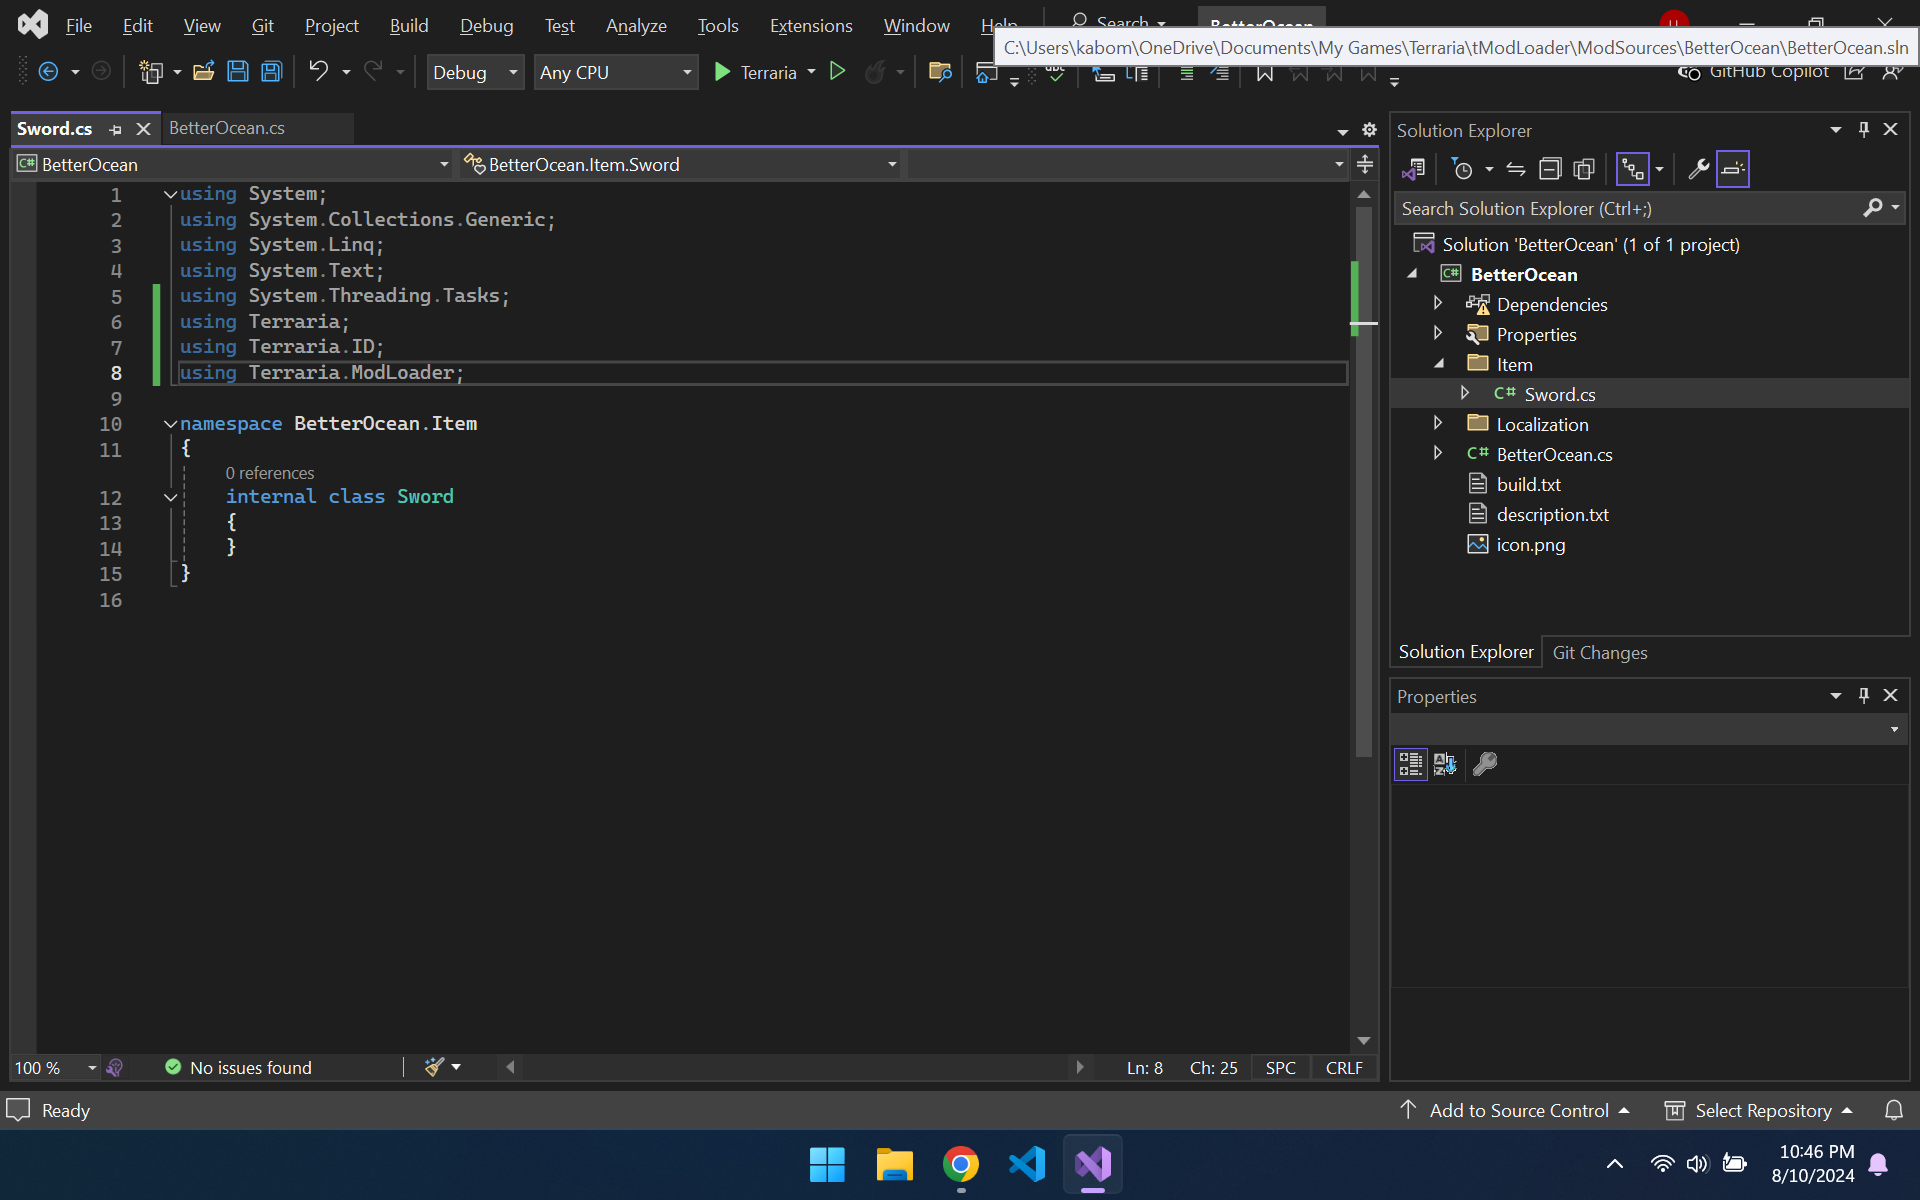 File Edit View Git Project Build Debug Test Analyze Tools Extensions Window Help Search BetterOcean
C:\Users\kabom\OneDrive\Documents\My Games\Terraria\tModLoader\ModSources\BetterOcean\BetterOcean.sln
Debug Any CPU Terraria GitHub Copilot
Sword.cs BetterOcean.cs
BetterOcean BetterOcean.Item.Sword
1 using System;
2 using System.Collections.Generic;
3 using System.Linq;
4 using System.Text;
5 using System.Threading.Tasks;
6 using Terraria;
7 using Terraria.ID;
8 using Terraria.ModLoader;
9
10 namespace BetterOcean.Item
11 {
0 references
12 internal class Sword
13 {
14 }
15 }
16
100 % No issues found Ln: 8 Ch: 25 SPC CRLF
Solution Explorer
Search Solution Explorer (Ctrl+;)
Solution 'BetterOcean' (1 of 1 project)
BetterOcean
Dependencies
Properties
Item
C# Sword.cs
Localization
C# BetterOcean.cs
build.txt
description.txt
icon.png
Solution Explorer Git Changes
Properties
Ready Add to Source Control Select Repository
10:46 PM
8/10/2024